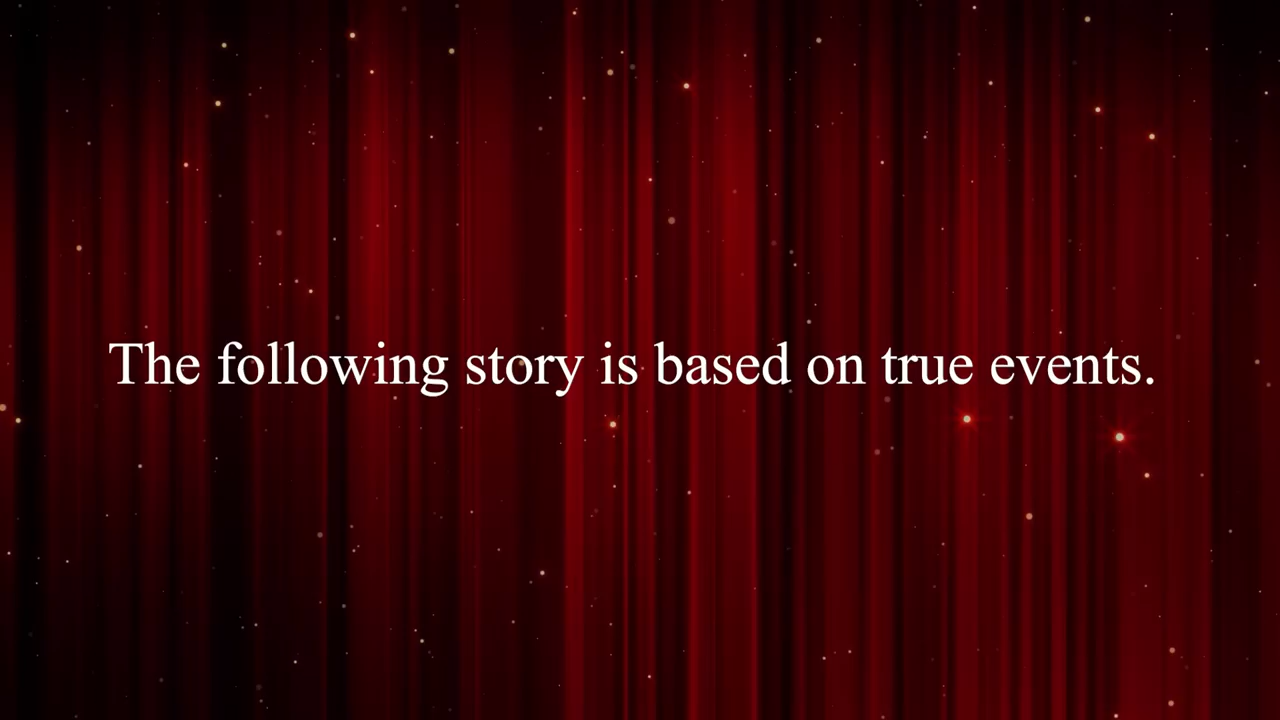 The following story is based on true events.